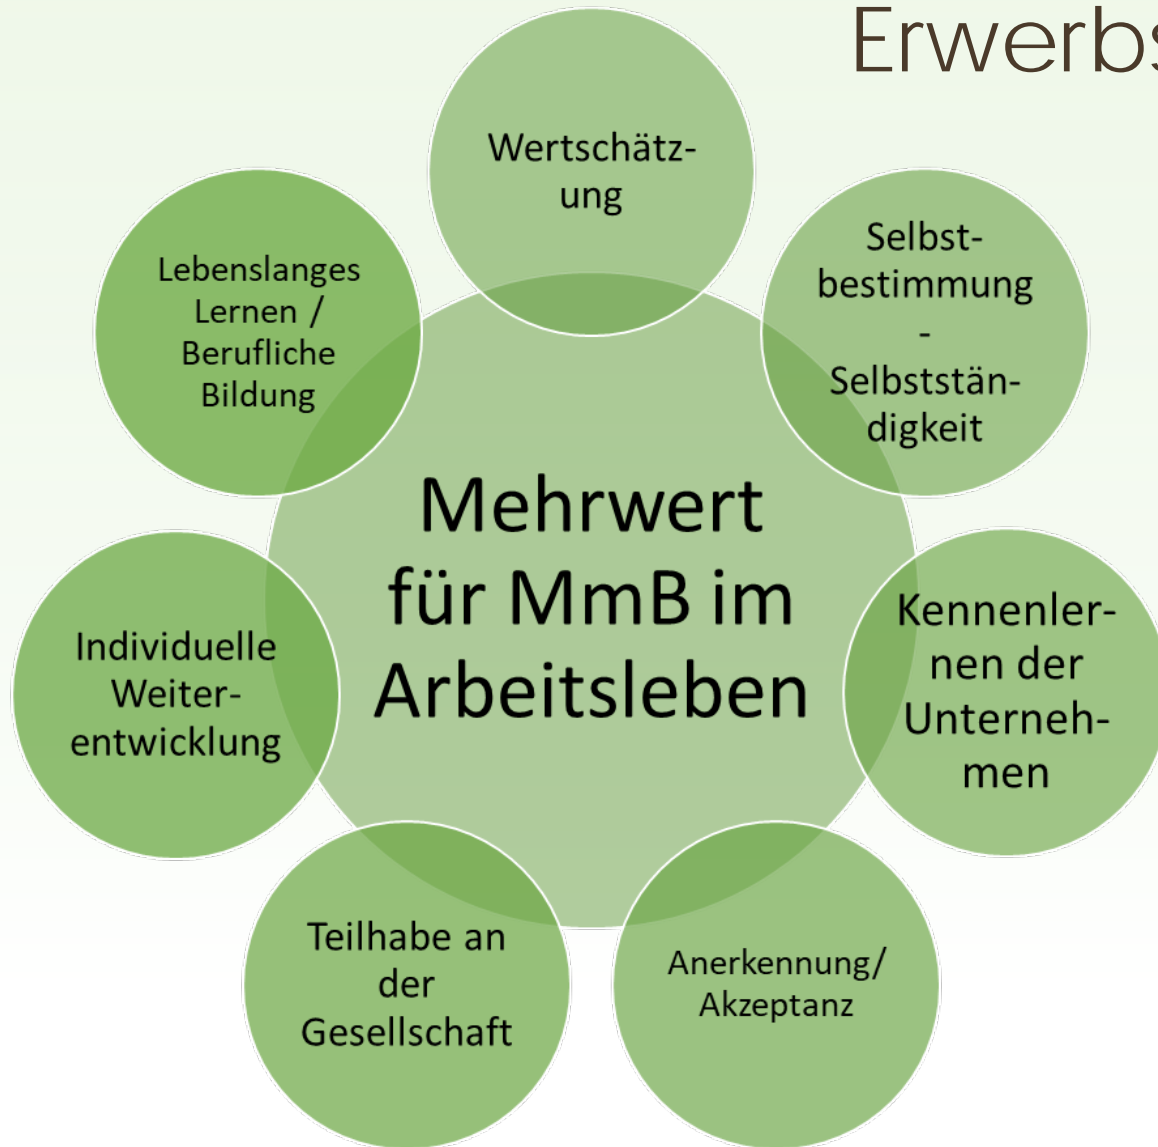 Erwerbs
Wertschätz-
ung
Selbst-
bestimmung
-
Selbststän-
digkeit
Kennenler-
nen der
Unterneh-
men
Anerkennung/
Akzeptanz
Teilhabe an
der
Gesellschaft
Individuelle
Weiter-
entwicklung
Lebenslanges
Lernen /
Berufliche
Bildung
Mehrwert
für MmB im
Arbeitsleben